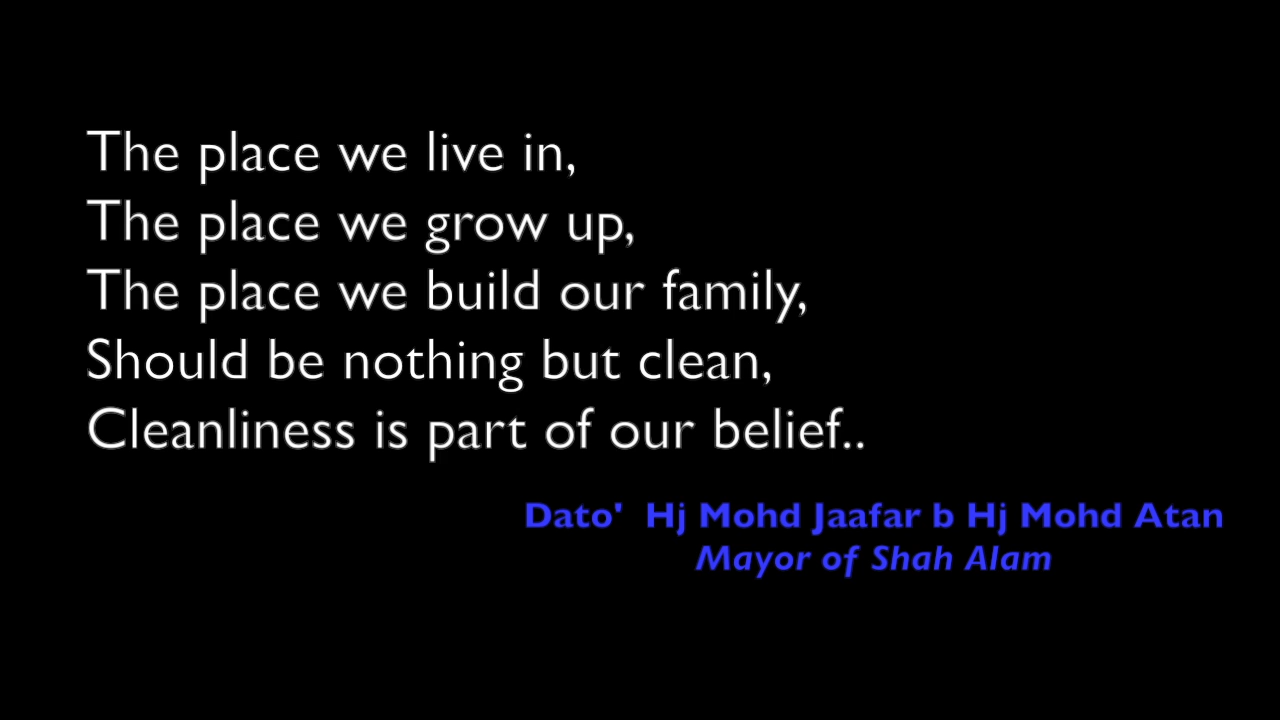 The place we live in,
The place we grow up,
The place we build our family,
Should be nothing but clean,
Cleanliness is part of our belief..
Dato' Hj Mohd Jaafar b Hj Mohd Atan
Mayor of Shah Alam